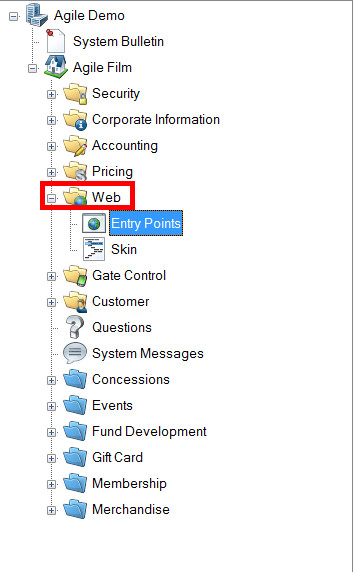 Agile Demo
System Bulletin
Agile Film
Security
Corporate Information
Accounting
Pricing
Web
Entry Points
Skin
Gate Control
Customer
Questions
System Messages
Concessions
Events
Fund Development
Gift Card
Membership
Merchandise